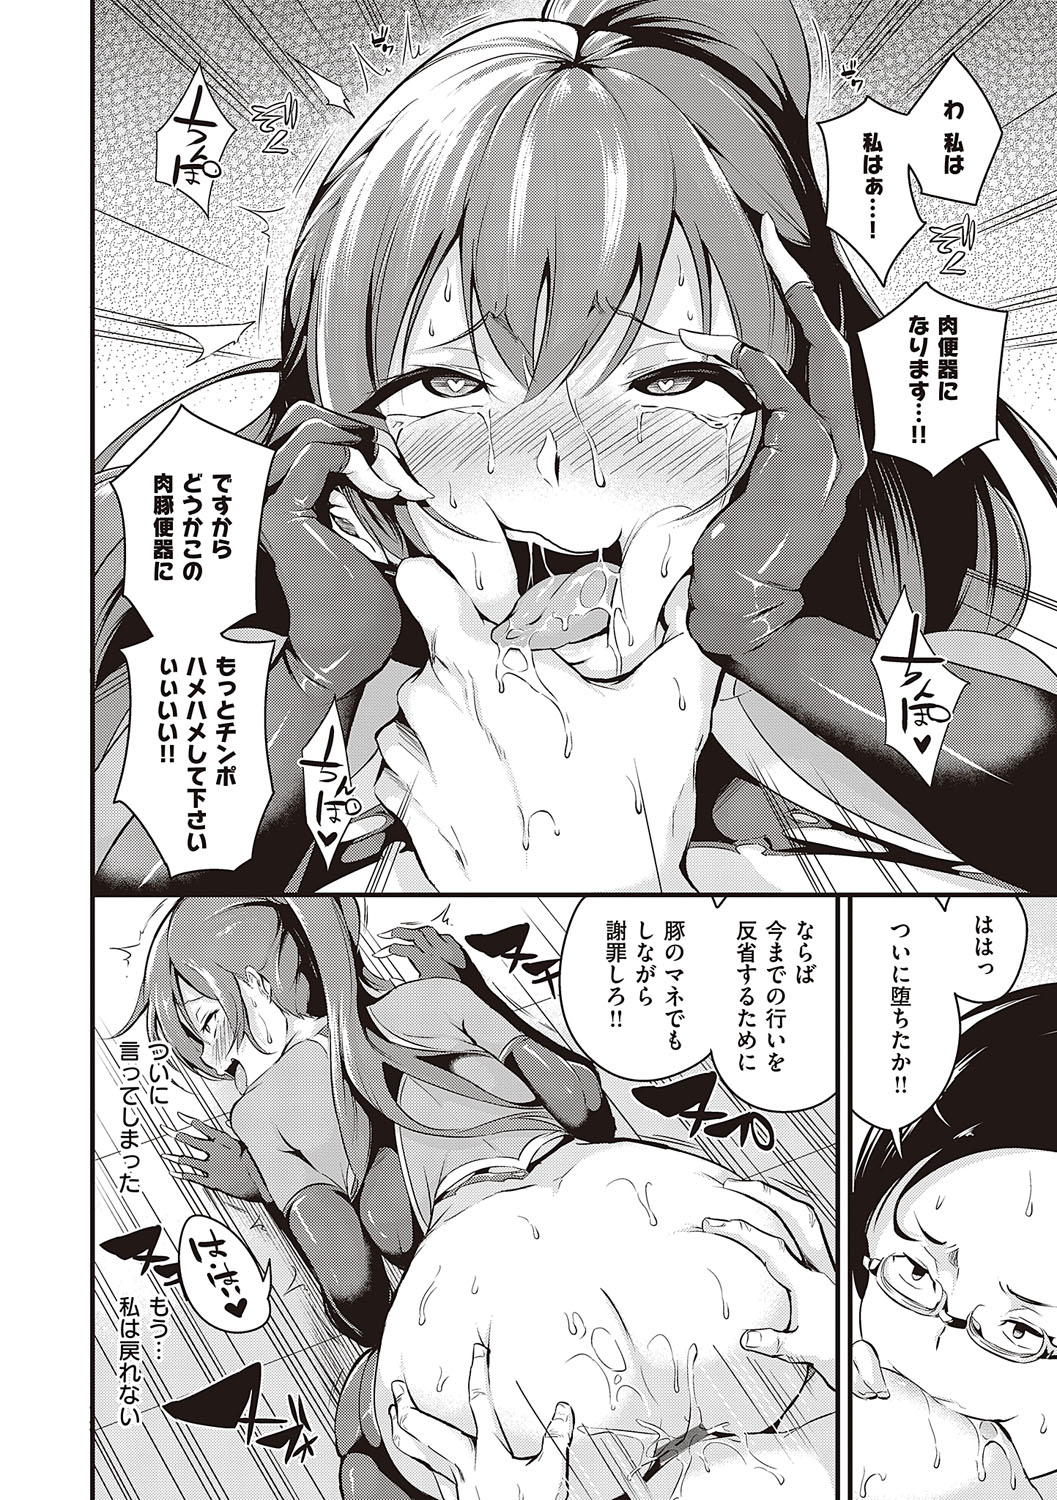 わ 私は
私はぁ…!
肉便器に
なります…!!
ちんぽ
ですから
どうかこの
肉豚便器に
もっとチンポ
ハメハメして下さい
いいいい!!
ちんぽ♥
ちんぽ♥
ははっ
ついに堕ちたか!!
ならば
今までの行いを
反省するために
豚のマネでも
しながら
謝罪しろ!!
ついに
言ってしまった
は、はい♥
もう…
私は戻れない